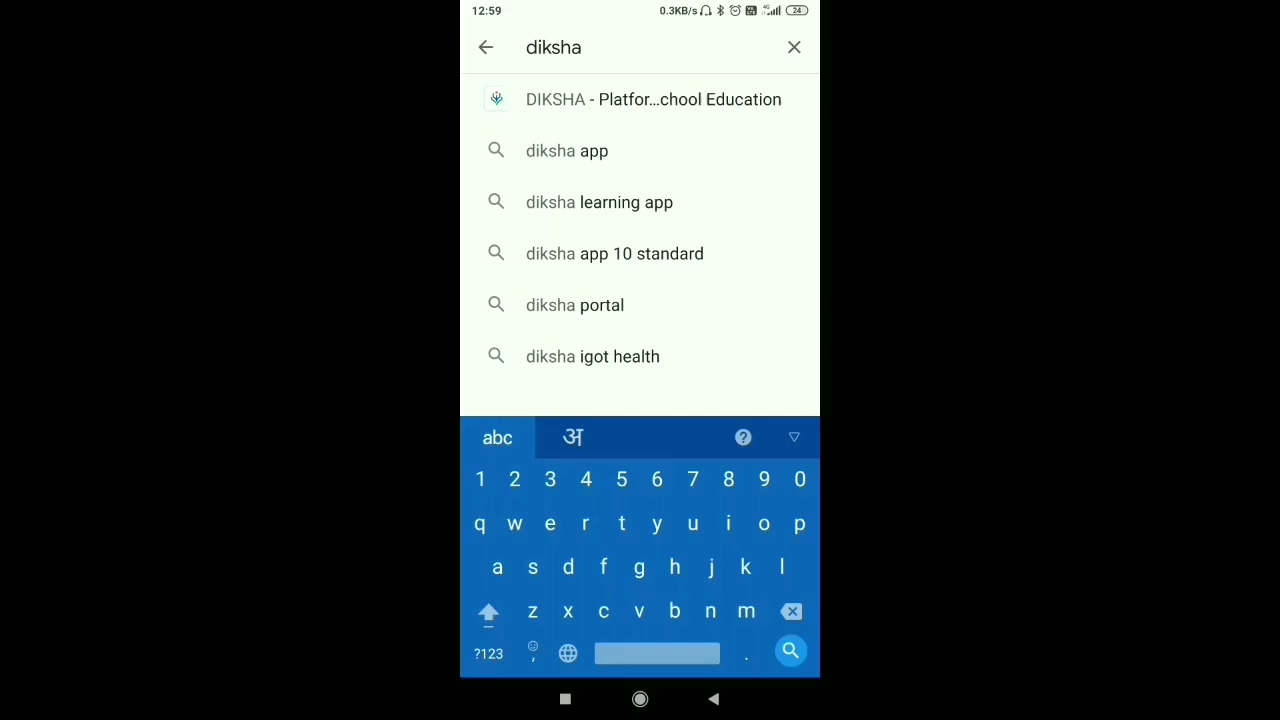 12:59 0.3KB/s 4G 24
diksha
DIKSHA - Platfor...chool Education
diksha app
diksha learning app
diksha app 10 standard
diksha portal
diksha igot health
abc अ ?
1 2 3 4 5 6 7 8 9 0
q w e r t y u i o p
a s d f g h j k l
z x c v b n m
?123 , .